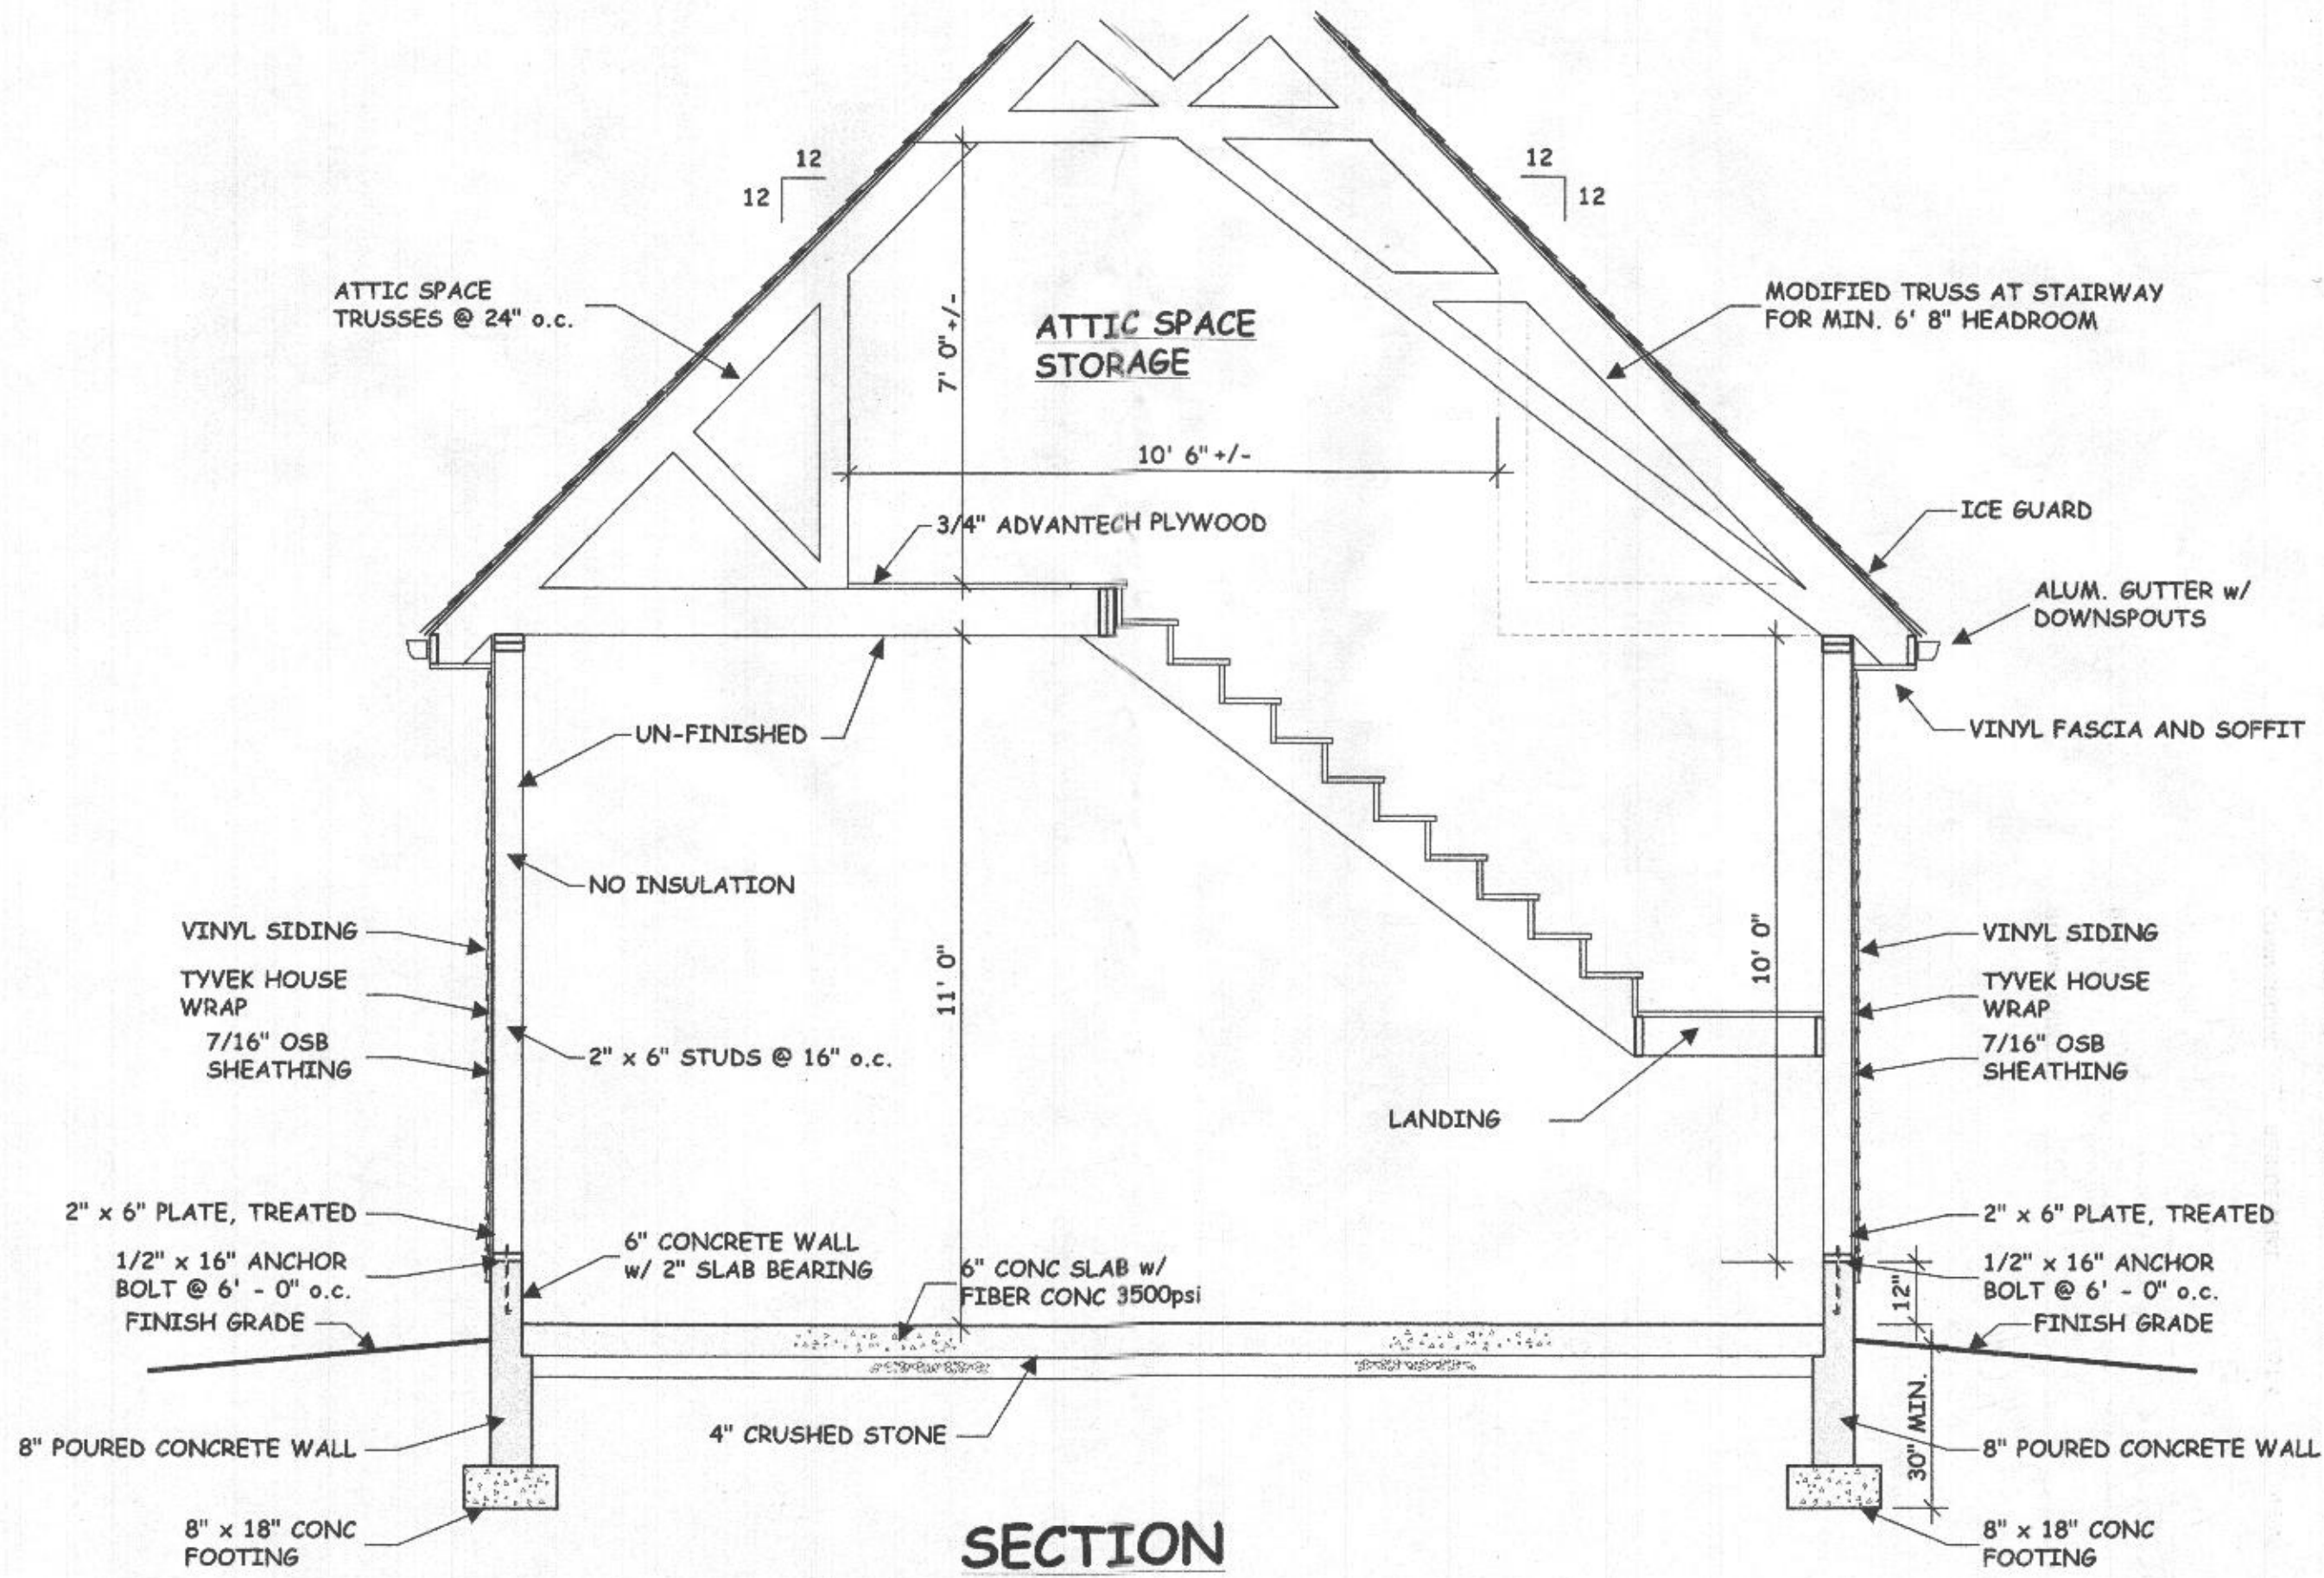 12
12
12
12
ATTIC SPACE
TRUSSES @ 24" o.c.
7' 0" +/-
ATTIC SPACE
STORAGE
MODIFIED TRUSS AT STAIRWAY
FOR MIN. 6' 8" HEADROOM
10' 6" +/-
3/4" ADVANTECH PLYWOOD
ICE GUARD
ALUM. GUTTER w/
DOWNSPOUTS
UN-FINISHED
VINYL FASCIA AND SOFFIT
NO INSULATION
VINYL SIDING
TYVEK HOUSE
WRAP
7/16" OSB
SHEATHING
2" x 6" STUDS @ 16" o.c.
11' 0"
10' 0"
LANDING
VINYL SIDING
TYVEK HOUSE
WRAP
7/16" OSB
SHEATHING
2" x 6" PLATE, TREATED
1/2" x 16" ANCHOR
BOLT @ 6' - 0" o.c.
FINISH GRADE
6" CONCRETE WALL
w/ 2" SLAB BEARING
6" CONC SLAB w/
FIBER CONC 3500psi
2" x 6" PLATE, TREATED
1/2" x 16" ANCHOR
BOLT @ 6' - 0" o.c.
12"
FINISH GRADE
30" MIN.
8" POURED CONCRETE WALL
4" CRUSHED STONE
8" POURED CONCRETE WALL
8" x 18" CONC
FOOTING
SECTION
8" x 18" CONC
FOOTING